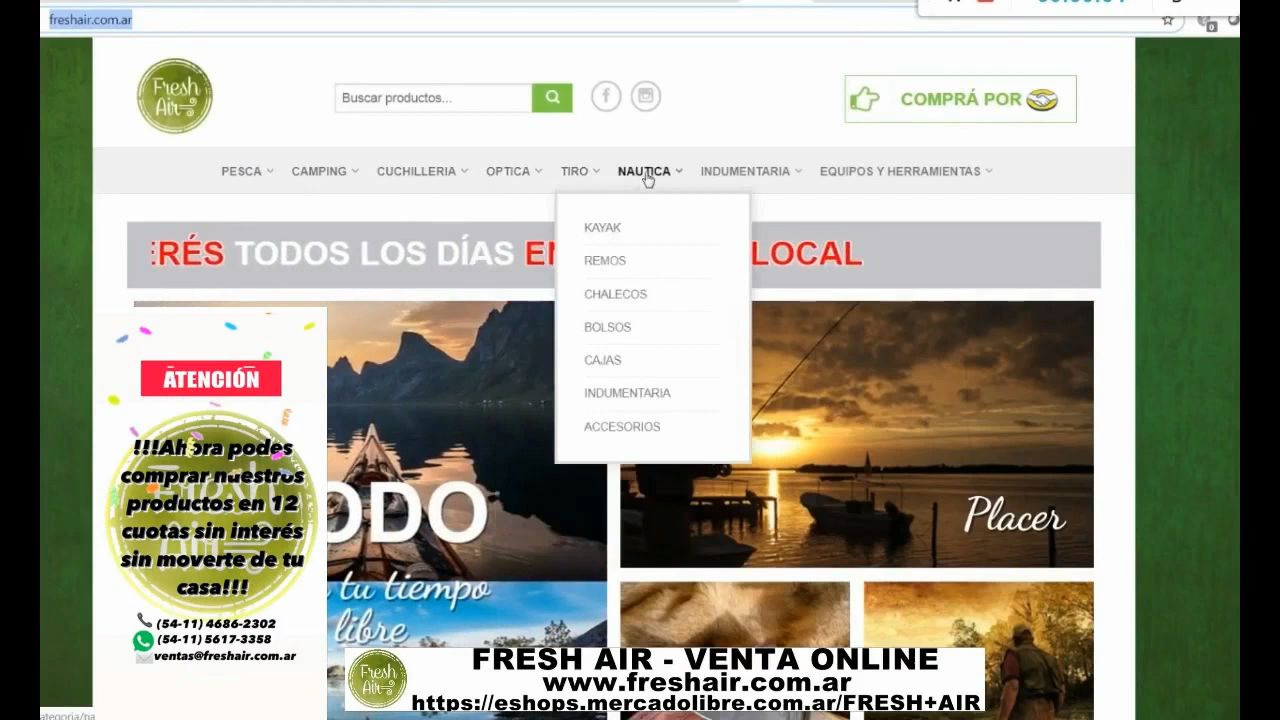 freshair.com.ar
0
Fresh
Air
Buscar productos...
COMPRÁ POR
PESCA CAMPING CUCHILLERIA OPTICA TIRO NAUTICA INDUMENTARIA EQUIPOS Y HERRAMIENTAS
RÉS TODOS LOS DÍAS LOCAL
KAYAK
REMOS
CHALECOS
BOLSOS
CAJAS
INDUMENTARIA
ACCESORIOS
ATENCIÓN
!!!Ahora podes
comprar nuestros
productos en 12
cuotas sin interés
sin moverte de tu
casa!!!
(54-11) 4686-2302
(54-11) 5617-3358
ventas@freshair.com.ar
ODO
tu tiempo
libre
Placer
Fresh
Air
FRESH AIR - VENTA ONLINE
www.freshair.com.ar
https://eshops.mercadolibre.com.ar/FRESH+AIR
ategoria/na